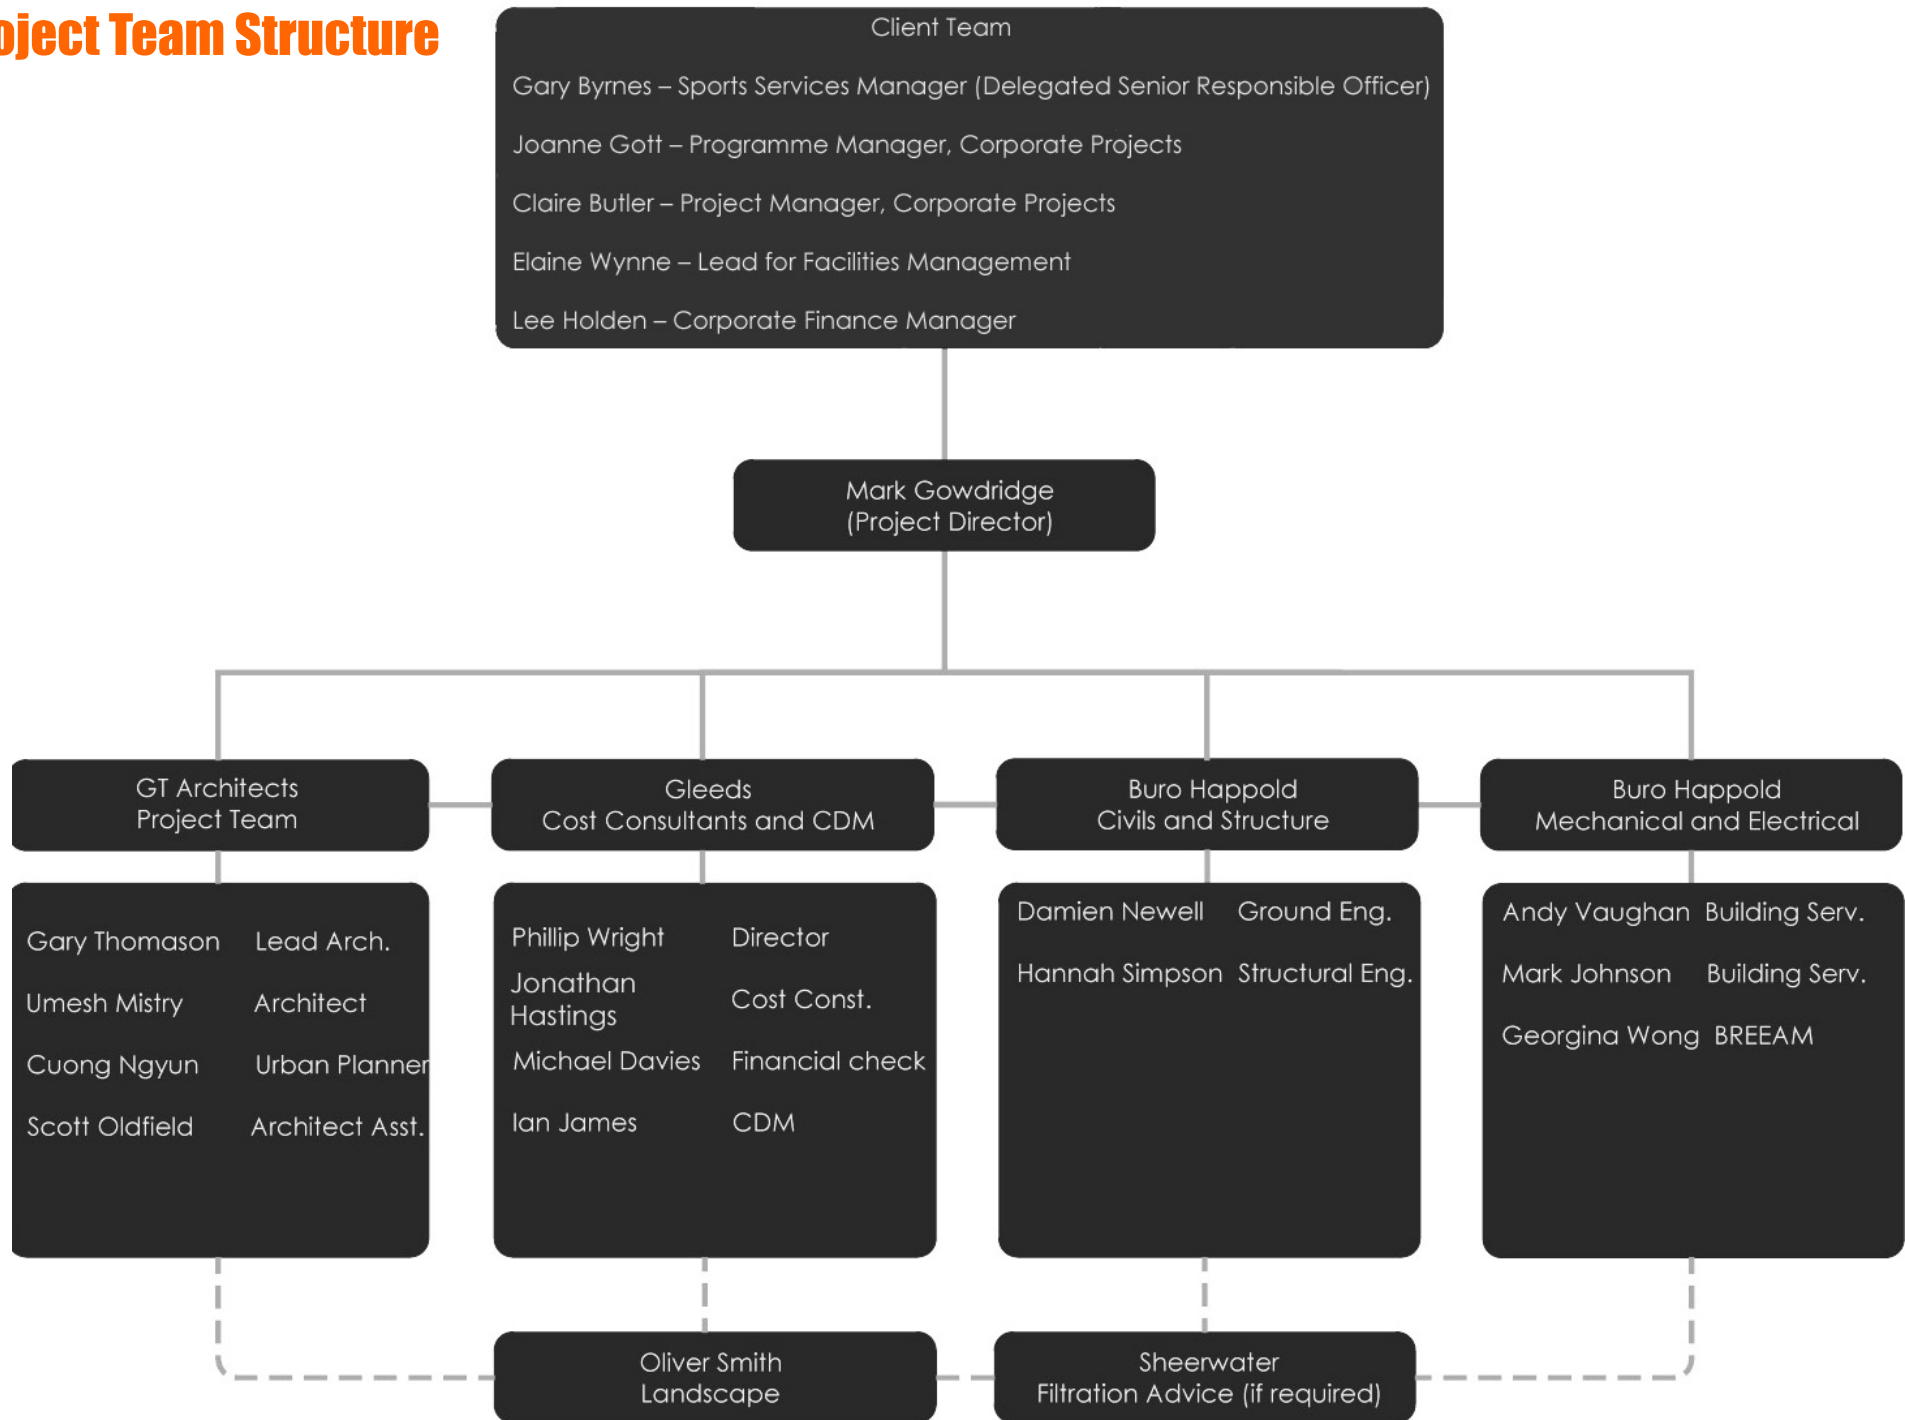 oject Team Structure
Client Team
Gary Byrnes – Sports Services Manager (Delegated Senior Responsible Officer)
Joanne Gott – Programme Manager, Corporate Projects
Claire Butler – Project Manager, Corporate Projects
Elaine Wynne – Lead for Facilities Management
Lee Holden – Corporate Finance Manager
Mark Gowdridge
(Project Director)
GT Architects
Project Team
Gleeds
Cost Consultants and CDM
Buro Happold
Civils and Structure
Buro Happold
Mechanical and Electrical
Gary Thomason Lead Arch.
Umesh Mistry Architect
Cuong Ngyun Urban Planner
Scott Oldfield Architect Asst.
Phillip Wright Director
Jonathan
Hastings Cost Const.
Michael Davies Financial check
Ian James CDM
Damien Newell Ground Eng.
Hannah Simpson Structural Eng.
Andy Vaughan Building Serv.
Mark Johnson Building Serv.
Georgina Wong BREEAM
Oliver Smith
Landscape
Sheerwater
Filtration Advice (if required)